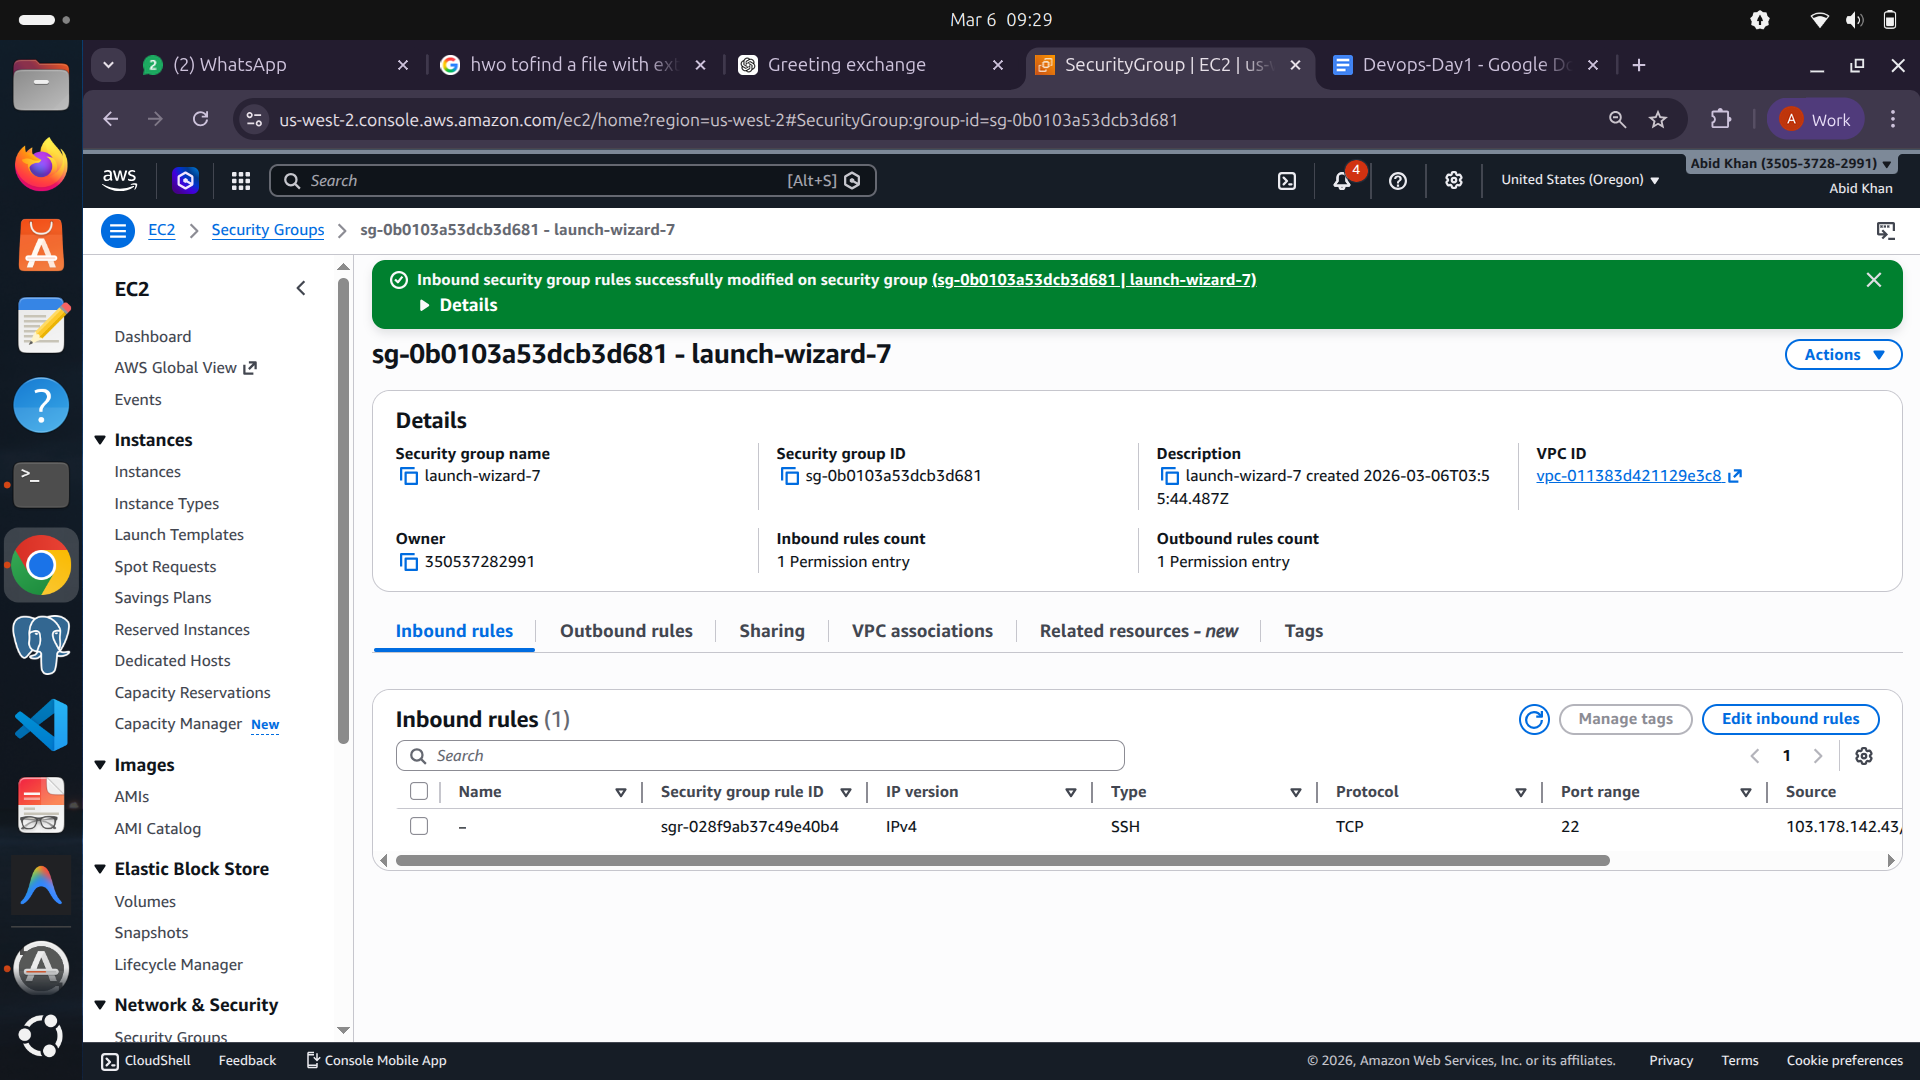 Mar 6 09:29
2 (2) WhatsApp
hwo tofind a file with ext
Greeting exchange
SecurityGroup | EC2 | us-
Devops-Day1 - Google Do
us-west-2.console.aws.amazon.com/ec2/home?region=us-west-2#SecurityGroup:group-id=sg-0b0103a53dcb3d681
A Work
aws
Search [Alt+S]
4
United States (Oregon)
Abid Khan (3505-3728-2991)
Abid Khan
EC2
Security Groups
sg-0b0103a53dcb3d681 - launch-wizard-7
EC2
Dashboard
AWS Global View
Events
Instances
Instances
Instance Types
Launch Templates
Spot Requests
Savings Plans
Reserved Instances
Dedicated Hosts
Capacity Reservations
Capacity Manager New
Images
AMIs
AMI Catalog
Elastic Block Store
Volumes
Snapshots
Lifecycle Manager
Network & Security
Security Groups
Inbound security group rules successfully modified on security group (sg-0b0103a53dcb3d681 | launch-wizard-7)
Details
sg-0b0103a53dcb3d681 - launch-wizard-7
Actions
Details
Security group name
launch-wizard-7
Security group ID
sg-0b0103a53dcb3d681
Description
launch-wizard-7 created 2026-03-06T03:5
5:44.487Z
VPC ID
vpc-011383d421129e3c8
Owner
350537282991
Inbound rules count
1 Permission entry
Outbound rules count
1 Permission entry
Inbound rules
Outbound rules
Sharing
VPC associations
Related resources - new
Tags
Inbound rules (1)
Manage tags
Edit inbound rules
Search
1
Name Security group rule ID IP version Type Protocol Port range Source
– sgr-028f9ab37c49e40b4 IPv4 SSH TCP 22 103.178.142.43/
CloudShell Feedback Console Mobile App
© 2026, Amazon Web Services, Inc. or its affiliates. Privacy Terms Cookie preferences